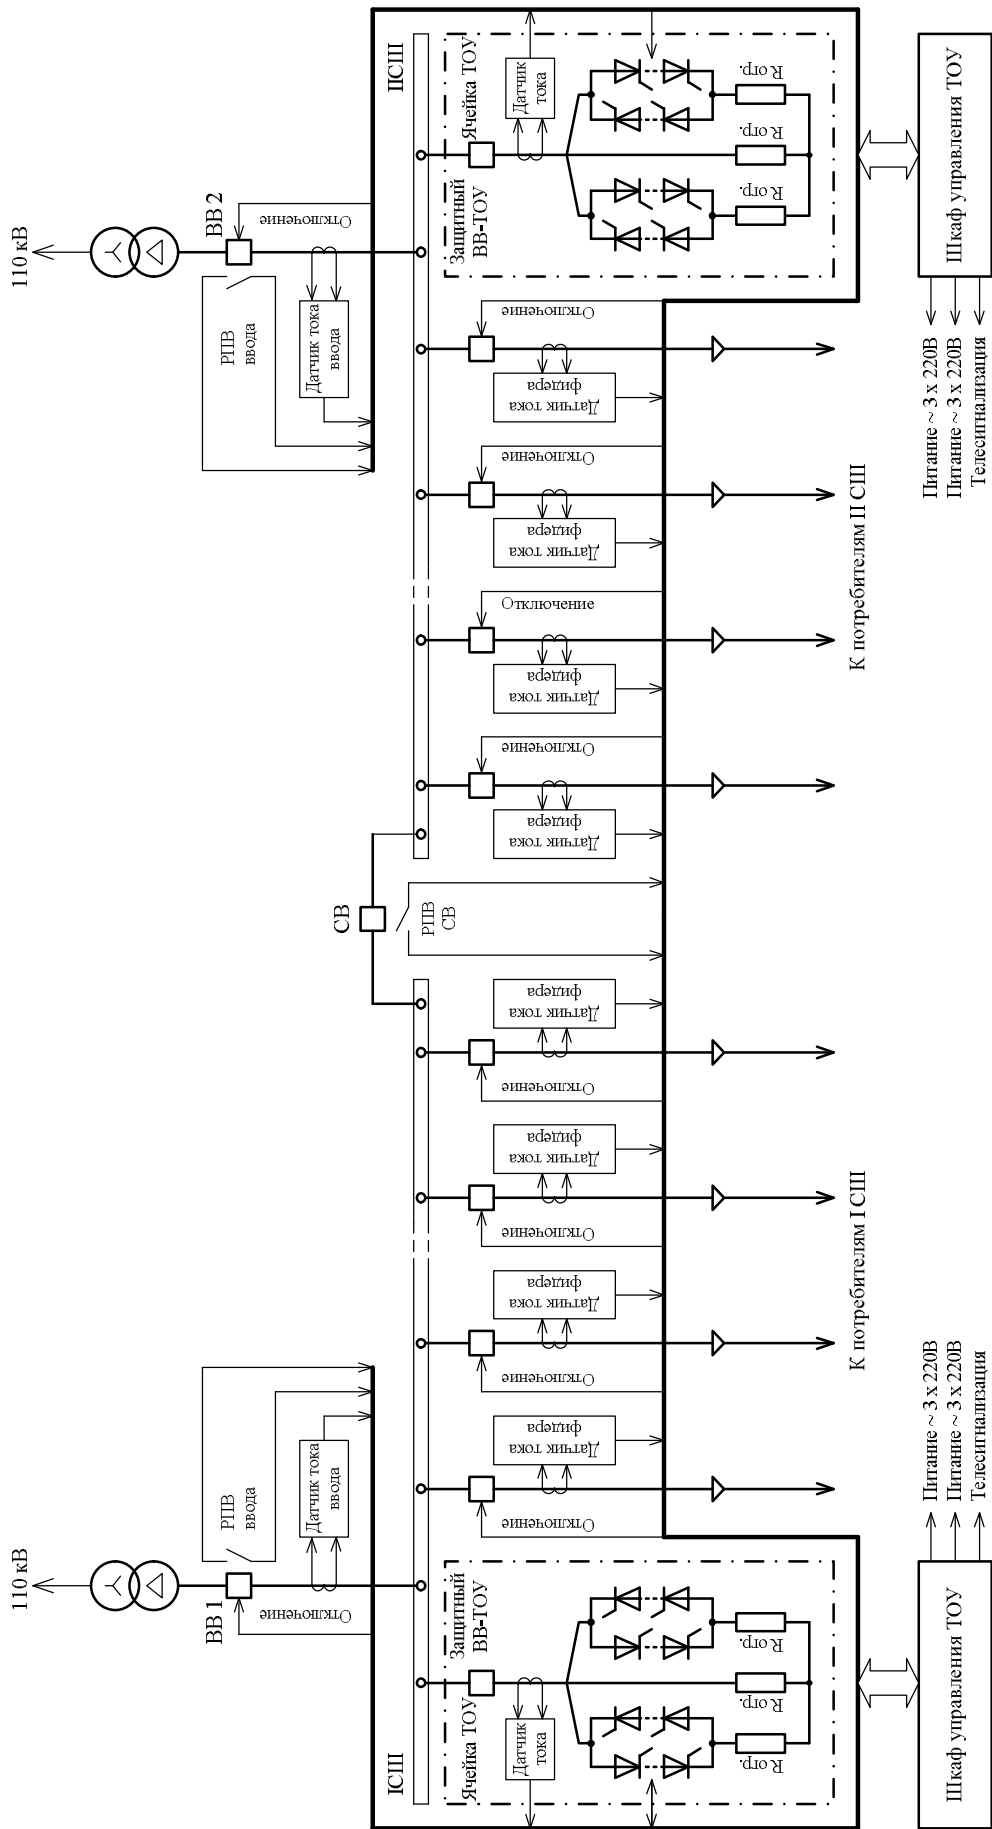 110 кВ
110 кВ
ВВ 1
РПВ
ввода
Датчик тока
ввода
Отключение
ВВ 2
РПВ
ввода
Датчик тока
ввода
Отключение
СВ
РПВ
СВ
IСШ
IIСШ
Ячейка ТОУ
Защитный
ВВ-ТОУ
Датчик
тока
R огр.
R огр.
R огр.
Отключение
Датчик тока
фидера
Отключение
Датчик тока
фидера
Отключение
Датчик тока
фидера
Отключение
Датчик тока
фидера
Датчик тока
фидера
Отключение
Датчик тока
фидера
Отключение
Датчик тока
фидера
Отключение
Датчик тока
фидера
Отключение
Защитный
ВВ-ТОУ
Ячейка ТОУ
Датчик
тока
R огр.
R огр.
R огр.
К потребителям I СШ
К потребителям II СШ
Шкаф управления ТОУ
Питание ~ 3 x 220В
Питание ~ 3 x 220В
Телесигнализация
Питание ~ 3 x 220В
Питание ~ 3 x 220В
Телесигнализация
Шкаф управления ТОУ